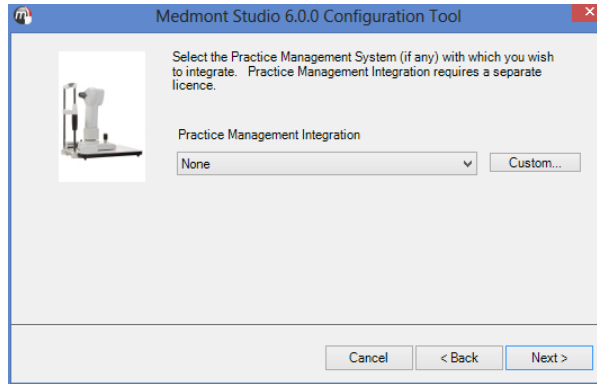 Medmont Studio 6.0.0 Configuration Tool
Select the Practice Management System (if any) with which you wish
to integrate.   Practice Management Integration requires a separate
licence.
Practice Management Integration
None
Custom...
Cancel
< Back
Next >